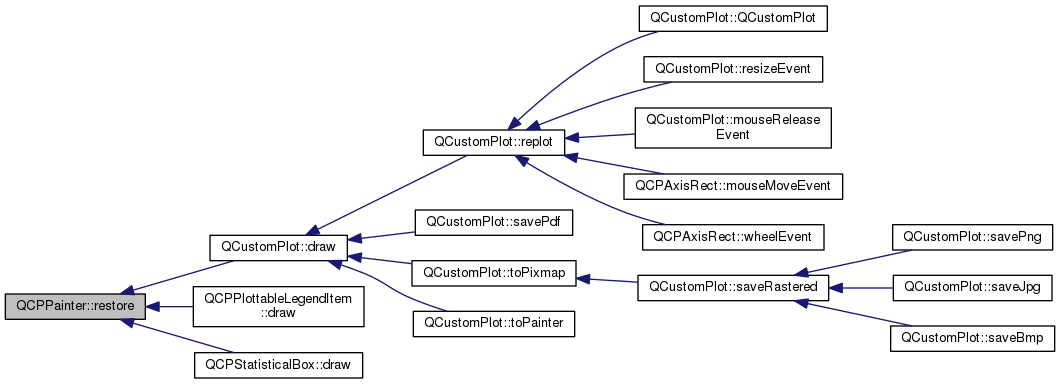 QCPPainter::restore
QCustomPlot::draw
QCustomPlot::replot
QCustomPlot::QCustomPlot
QCustomPlot::resizeEvent
QCustomPlot::mouseRelease
Event
QCPAxisRect::mouseMoveEvent
QCPAxisRect::wheelEvent
QCustomPlot::savePdf
QCustomPlot::toPixmap
QCustomPlot::saveRastered
QCustomPlot::savePng
QCustomPlot::saveJpg
QCustomPlot::saveBmp
QCustomPlot::toPainter
QCPPlottableLegendItem
::draw
QCPStatisticalBox::draw